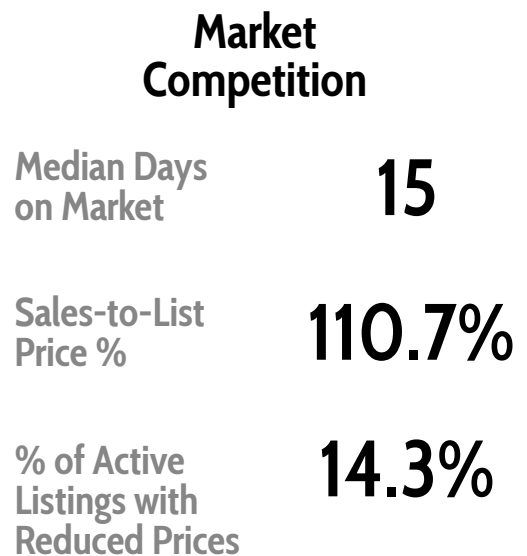 Market
Competition
Median Days
on Market
15
Sales-to-List
Price %
110.7%
% of Active
Listings with
Reduced Prices
14.3%